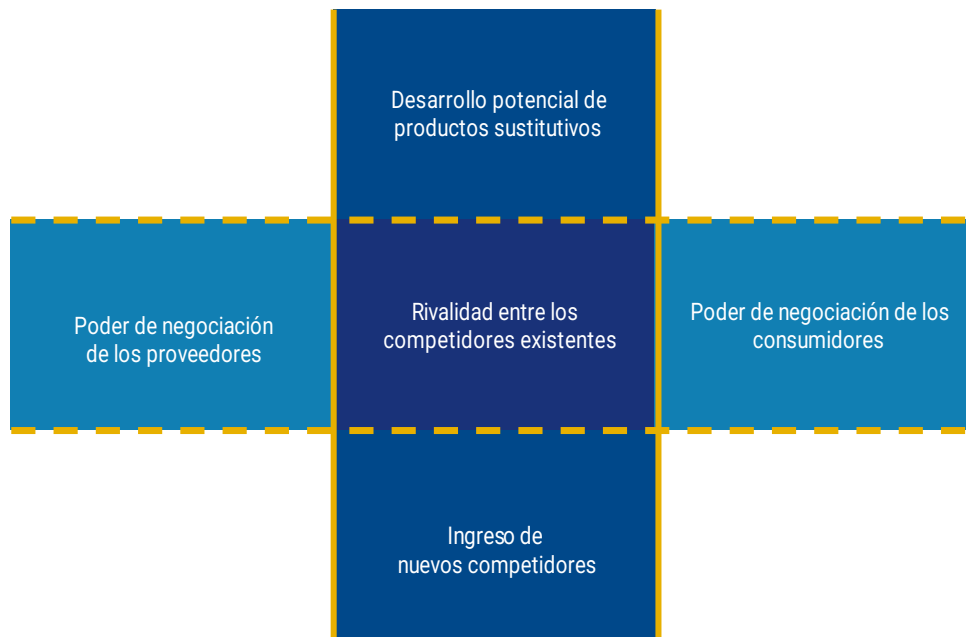 Desarrollo potencial de
productos sustitutivos
Poder de negociación
de los proveedores
Rivalidad entre los
competidores existentes
Poder de negociación de los
consumidores
Ingreso de
nuevos competidores